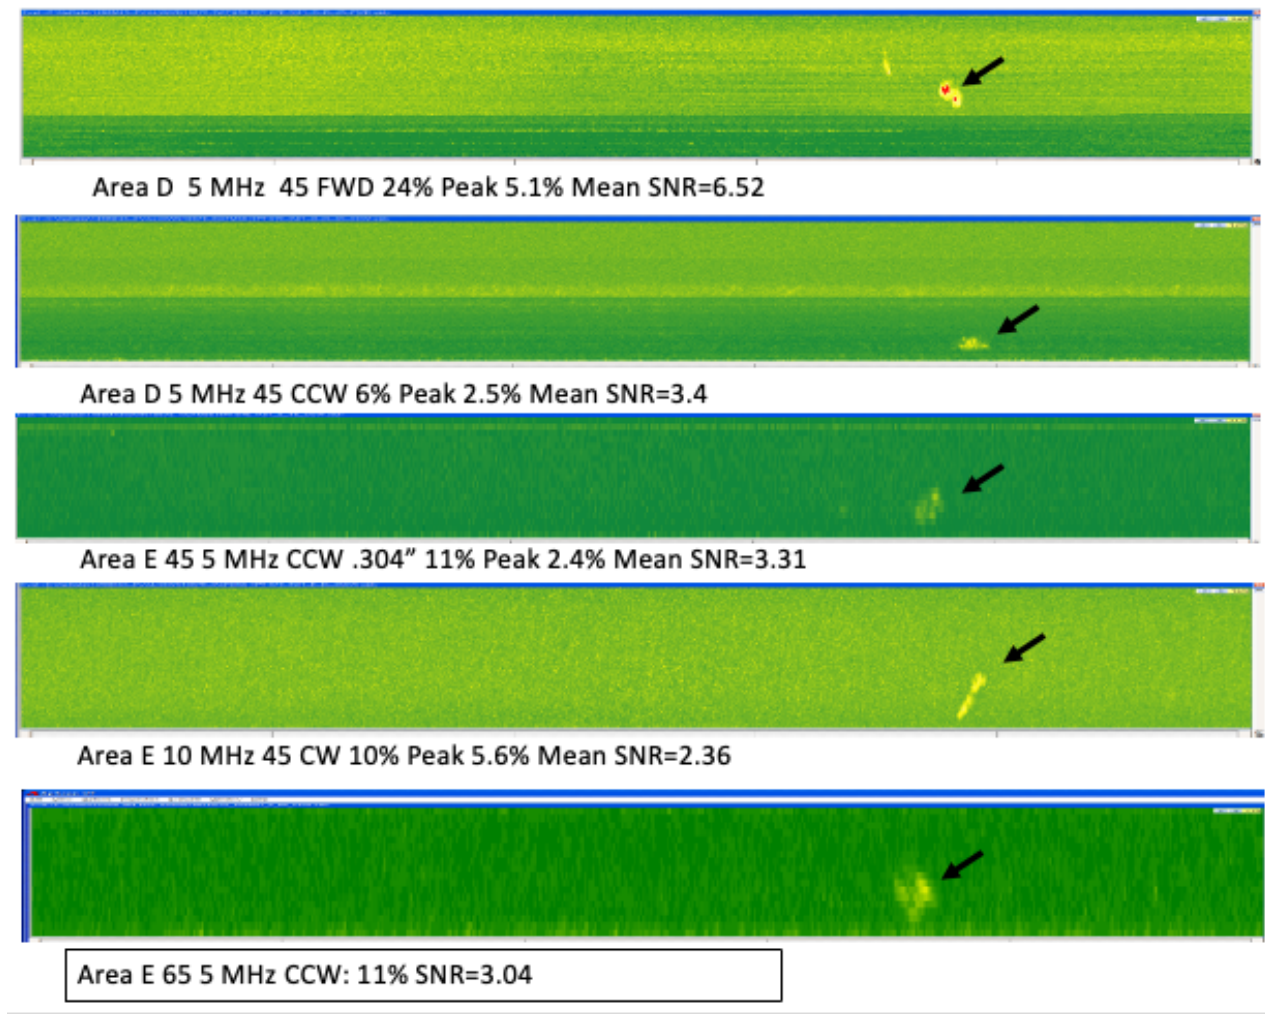 Area D 5 MHz 45 FWD 24% Peak 5.1% Mean SNR=6.52
Area D 5 MHz 45 CCW 6% Peak 2.5% Mean SNR=3.4
Area E 45 5 MHz CCW .304” 11% Peak 2.4% Mean SNR=3.31
Area E 10 MHz 45 CW 10% Peak 5.6% Mean SNR=2.36
Area E 65 5 MHz CCW: 11% SNR=3.04